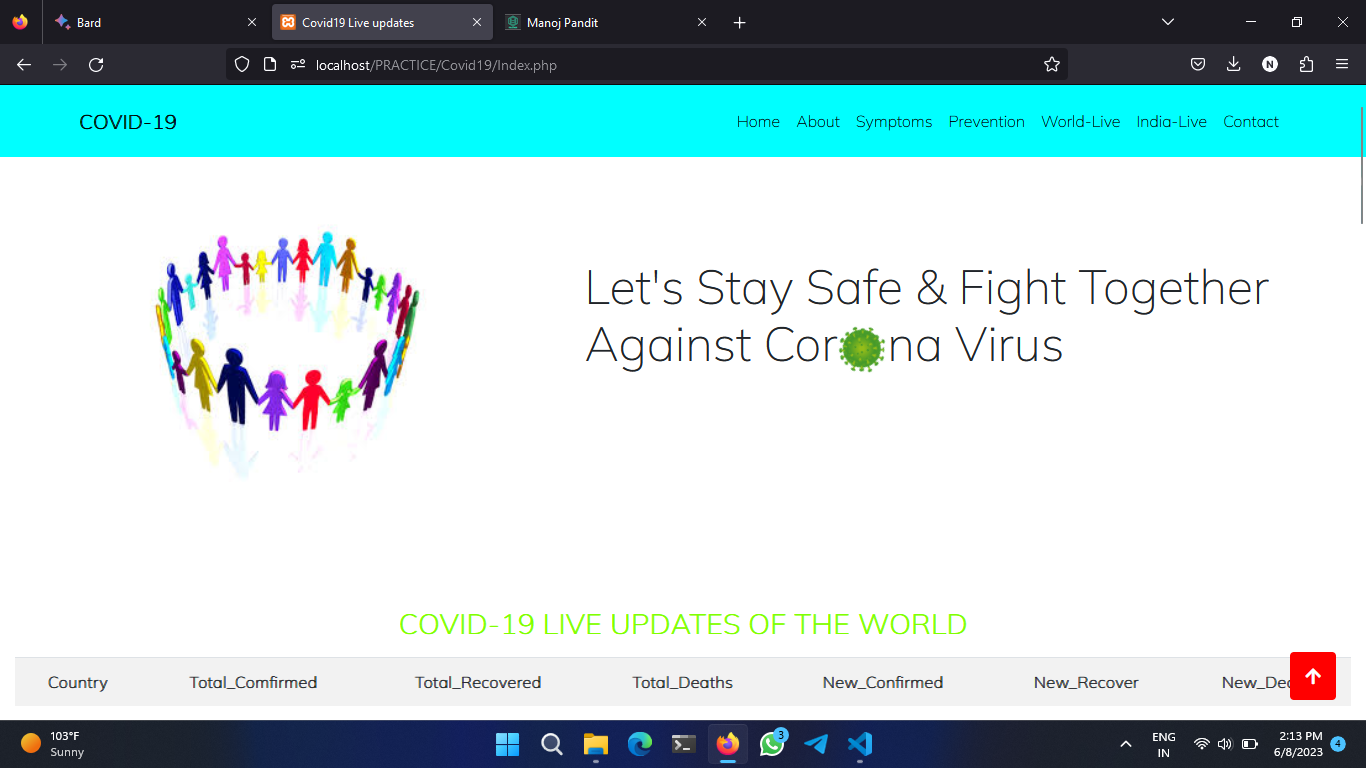 Bard
Covid19 Live updates
Manoj Pandit
localhost/PRACTICE/Covid19/Index.php
N
COVID-19
Home About Symptoms Prevention World-Live India-Live Contact
Let's Stay Safe & Fight Together
Against Corona Virus
COVID-19 LIVE UPDATES OF THE WORLD
Country Total_Comfirmed Total_Recovered Total_Deaths New_Confirmed New_Recover
103°F
Sunny
3
ENG
IN
2:13 PM
6/8/2023
4